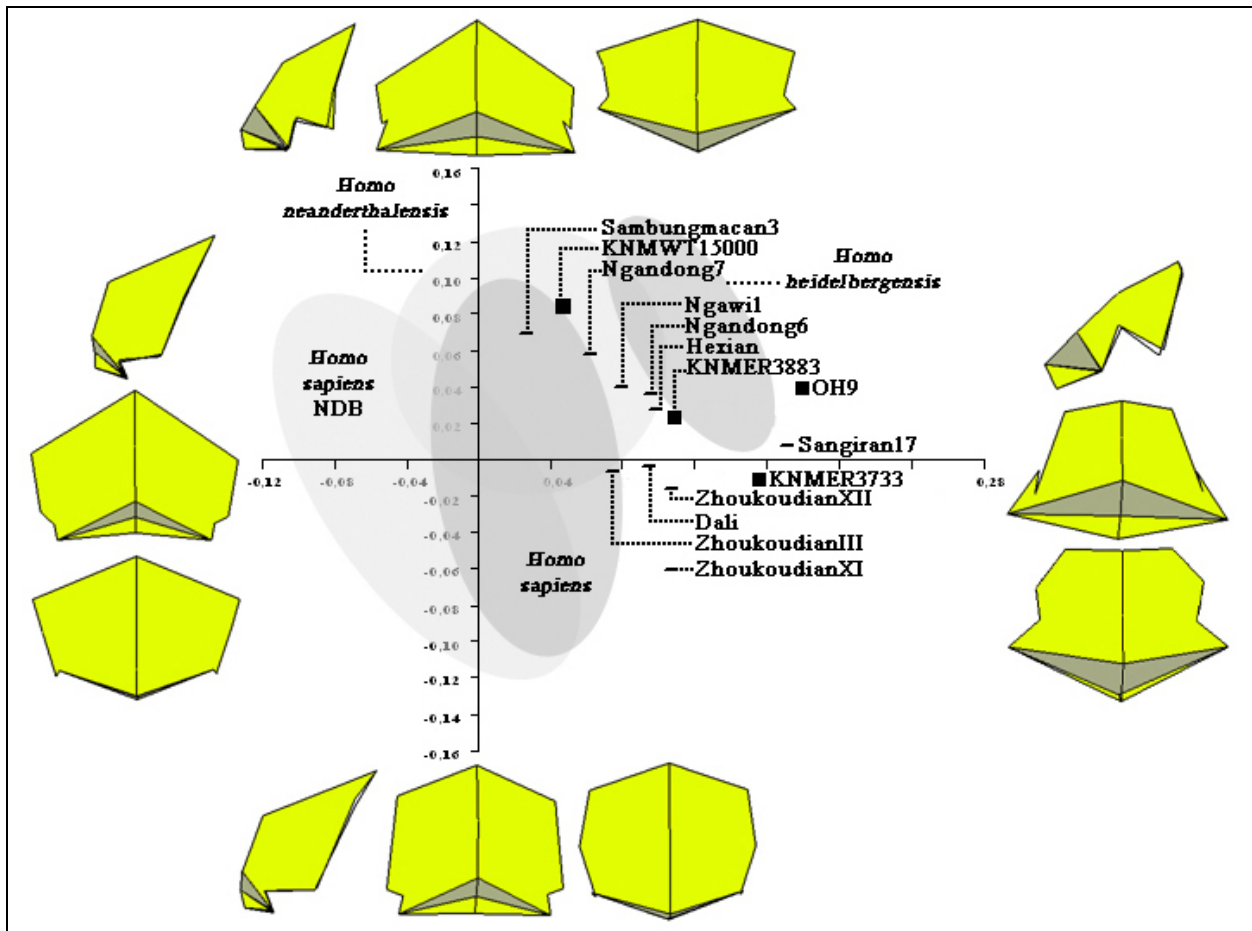 0,16
Homo
neanderthalensis
0,12
0,10
0,08
0,06
0,04
0,02
Sambungmacan3
KNMWT15000
Ngandong7
Homo
heidelbergensis
Ngawi1
Ngandong6
Hexian
KNMER3883
Homo
sapiens
NDB
OH9
Sangiran17
-0,12
-0,08
-0,04
0,04
0,28
KNMER3733
-0,02
ZhoukoudianXII
-0,04
Dali
ZhoukoudianIII
-0,06
ZhoukoudianXI
Homo
sapiens
-0,08
-0,10
-0,12
-0,14
-0,16